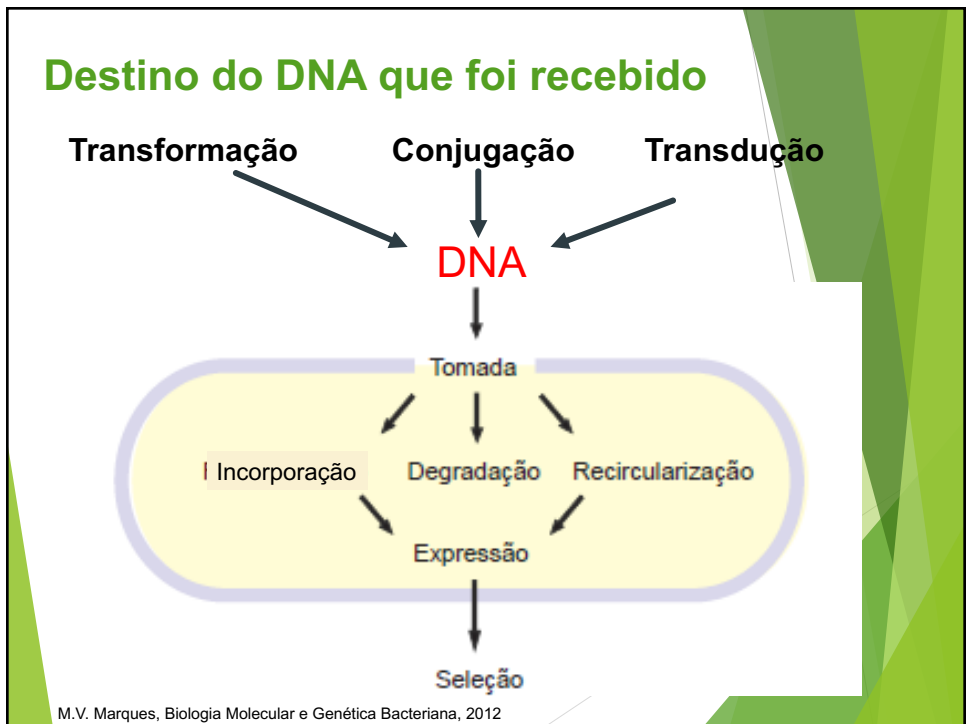 Destino do DNA que foi recebido
Transformação Conjugação Transdução
DNA
Tomada
Incorporação Degradação Recircularização
Expressão
Seleção
M.V. Marques, Biologia Molecular e Genética Bacteriana, 2012